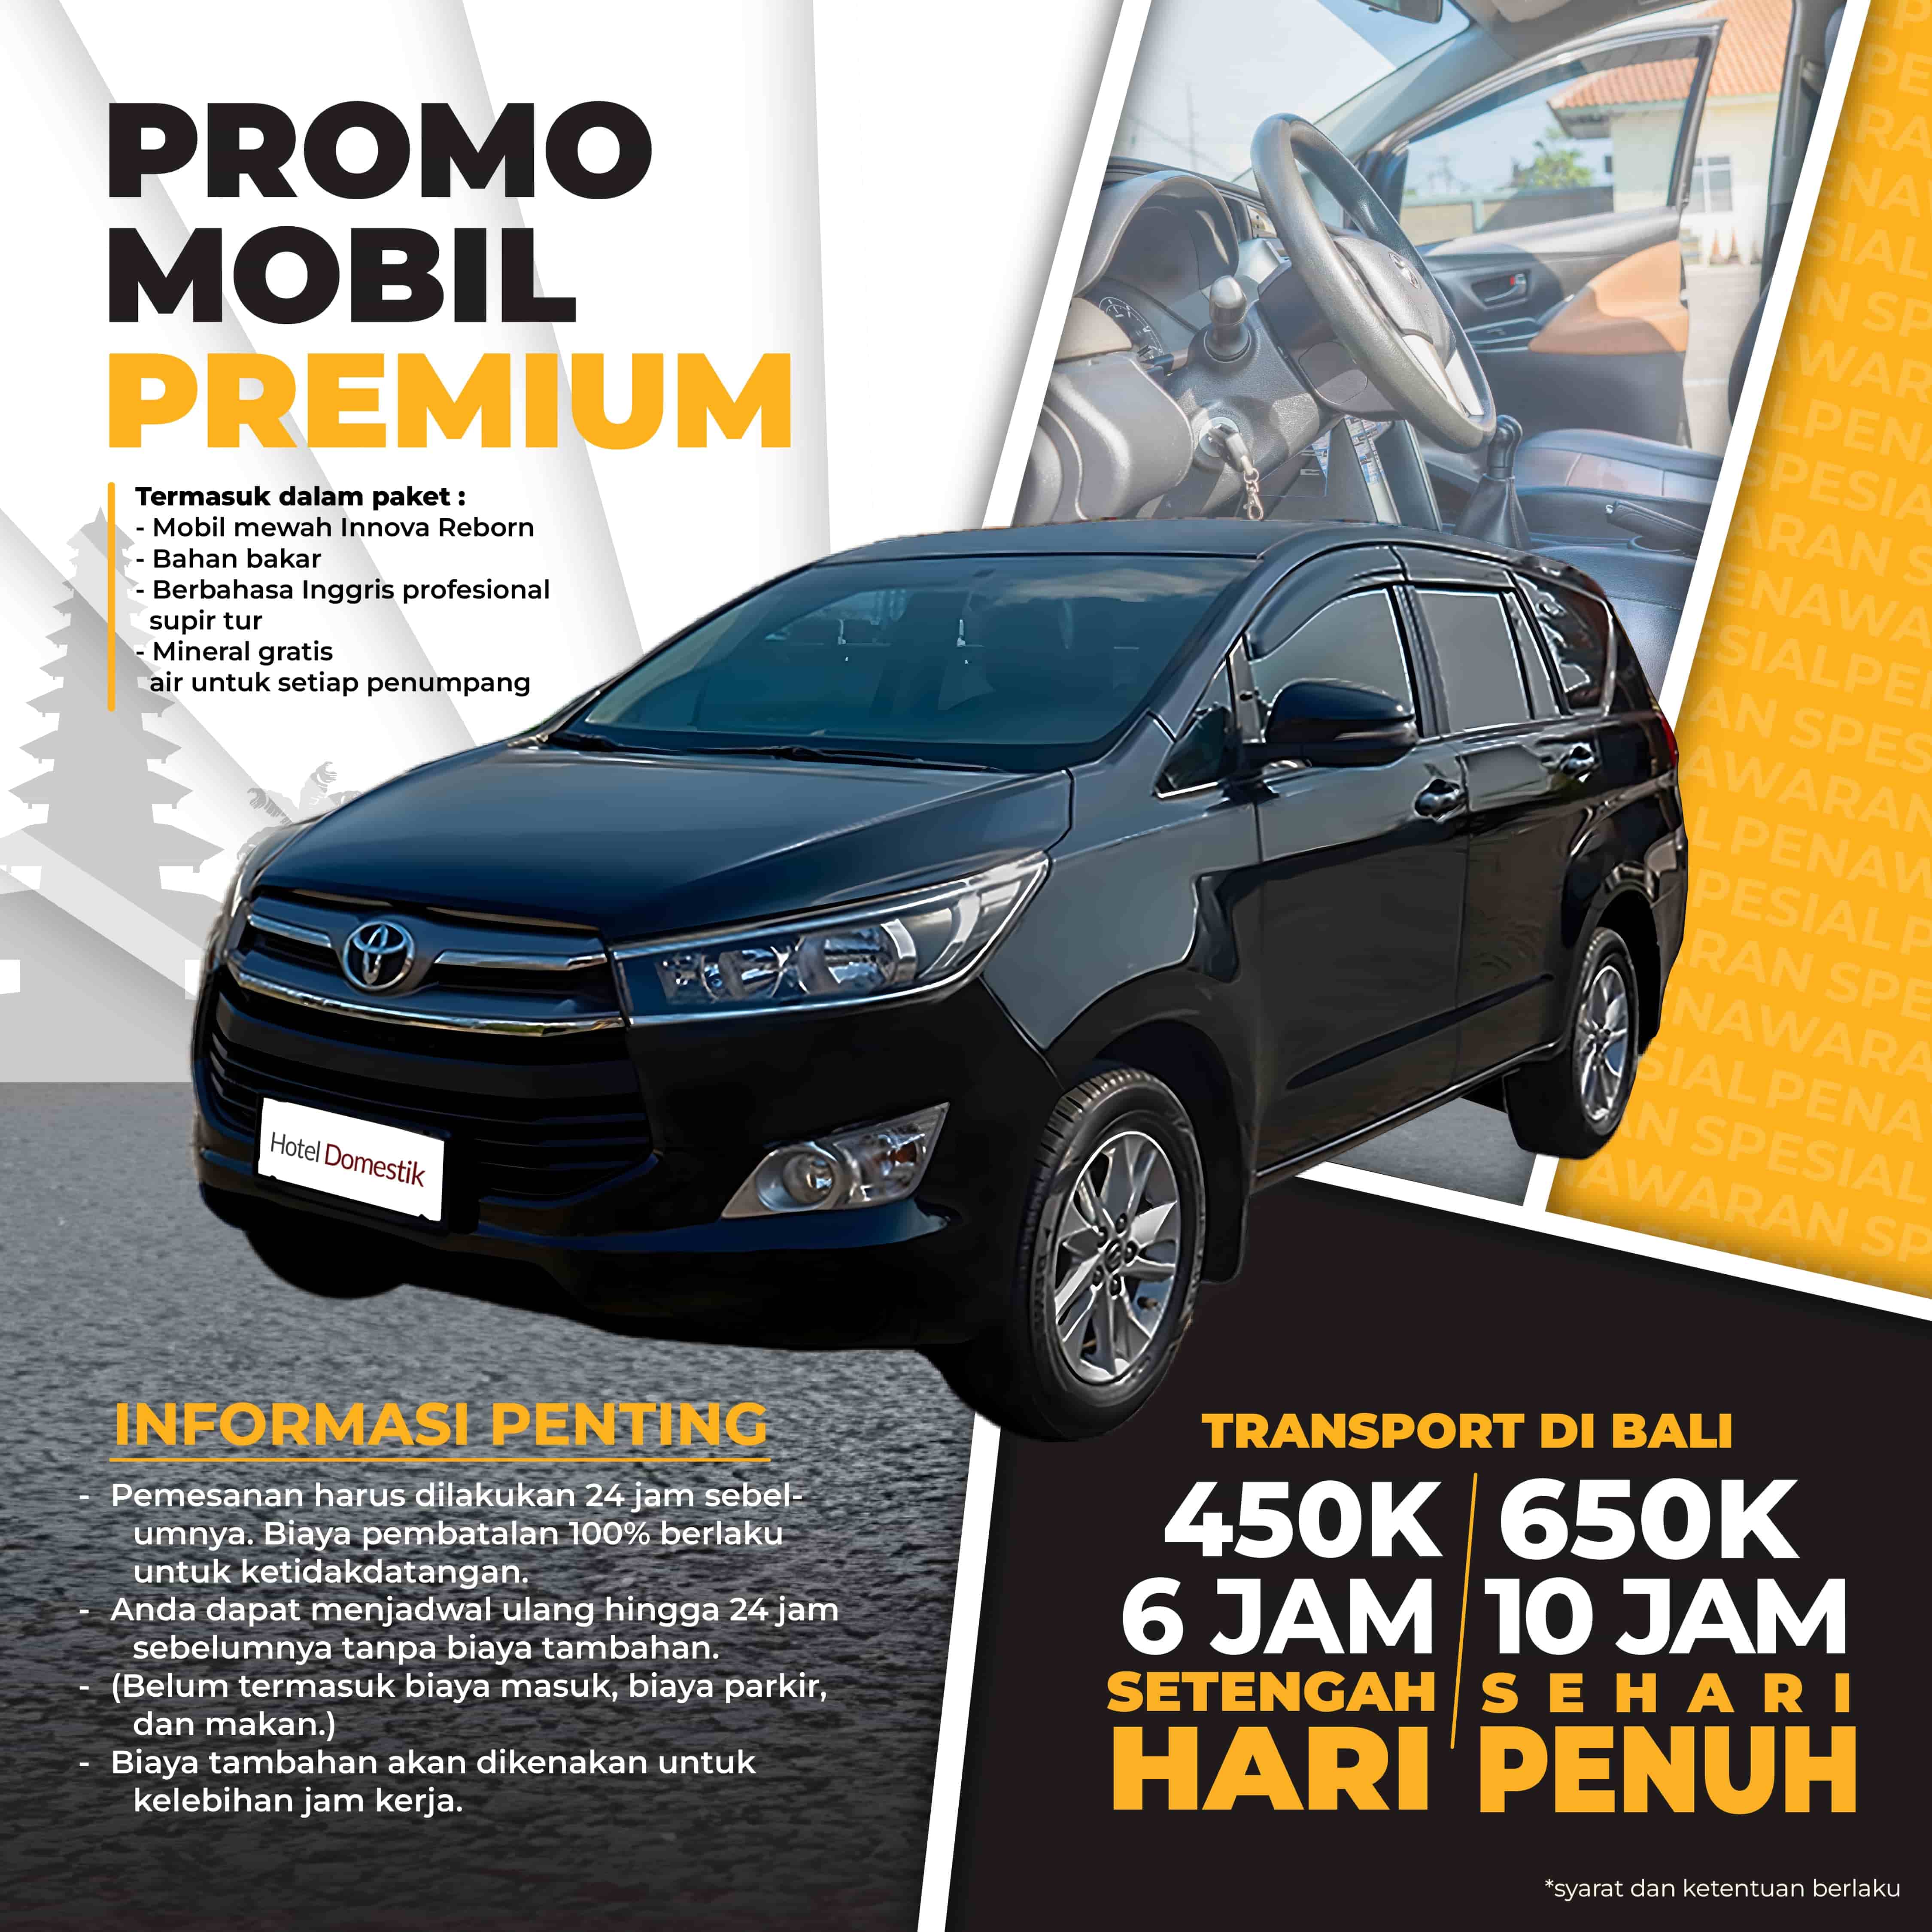 PROMO
MOBIL
PREMIUM
Termasuk dalam paket :
- Mobil mewah Innova Reborn
- Bahan bakar
- Berbahasa Inggris profesional
supir tur
- Mineral gratis
air untuk setiap penumpang
Hotel Domestik
INFORMASI PENTING
- Pemesanan harus dilakukan 24 jam sebel-
umnya. Biaya pembatalan 100% berlaku
untuk ketidakdatangan.
- Anda dapat menjadwal ulang hingga 24 jam
sebelumnya tanpa biaya tambahan.
- (Belum termasuk biaya masuk, biaya parkir,
dan makan.)
- Biaya tambahan akan dikenakan untuk
kelebihan jam kerja.
TRANSPORT DI BALI
450K
6 JAM
SETENGAH
HARI
650K
10 JAM
SEHARI
PENUH
*syarat dan ketentuan berlaku